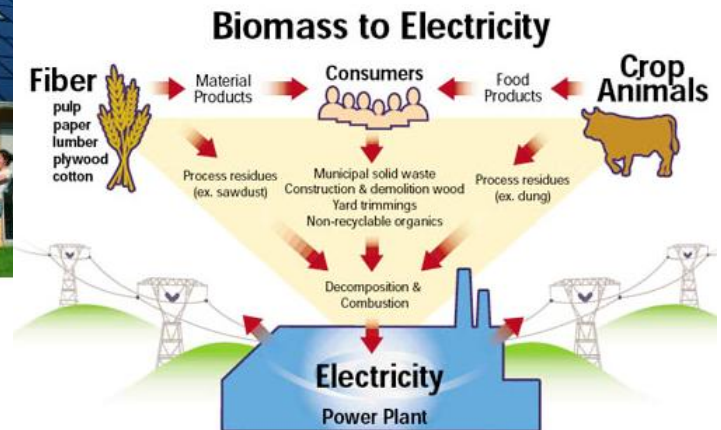 Biomass to Electricity
Fiber
pulp
paper
lumber
plywood
cotton
Material
Products
Consumers
Food
Products
Crop
Animals
Process residues
(ex. sawdust)
Municipal solid waste
Construction & demolition wood
Yard trimmings
Non-recyclable organics
Process residues
(ex. dung)
Decomposition &
Combustion
Electricity
Power Plant